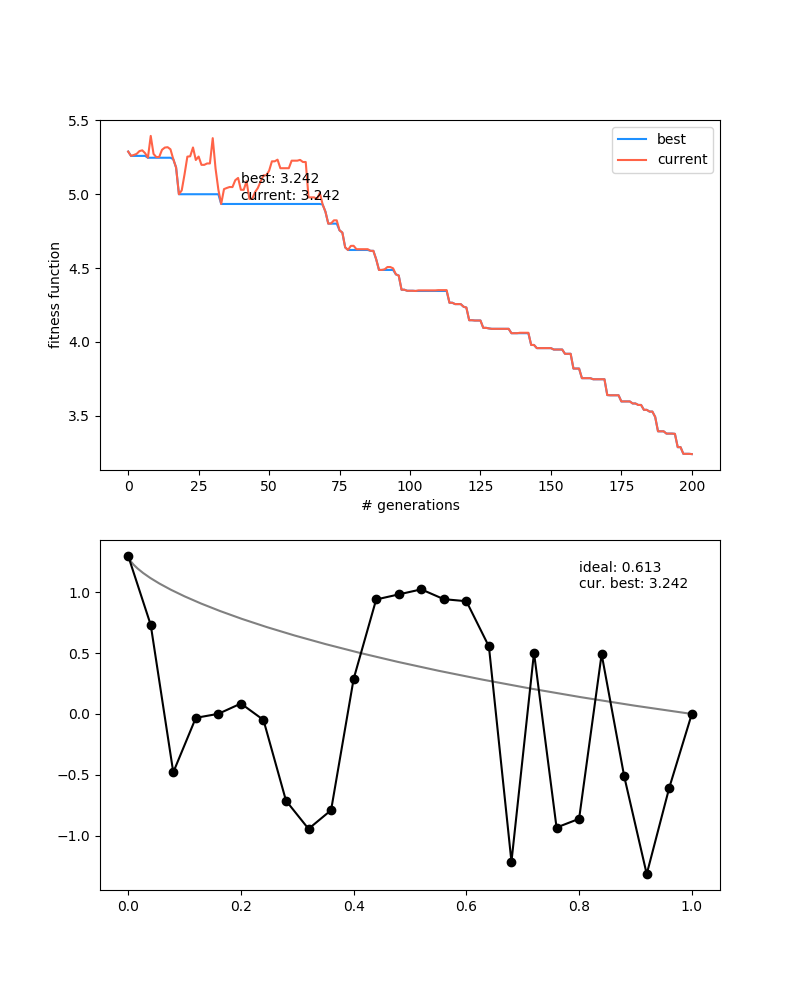 5.5
best
current
best: 3.242
current: 3.242
5.0
4.5
4.0
3.5
fitness function
0 25 50 75 100 125 150 175 200
# generations
ideal: 0.613
cur. best: 3.242
1.0
0.5
0.0
−0.5
−1.0
0.0 0.2 0.4 0.6 0.8 1.0